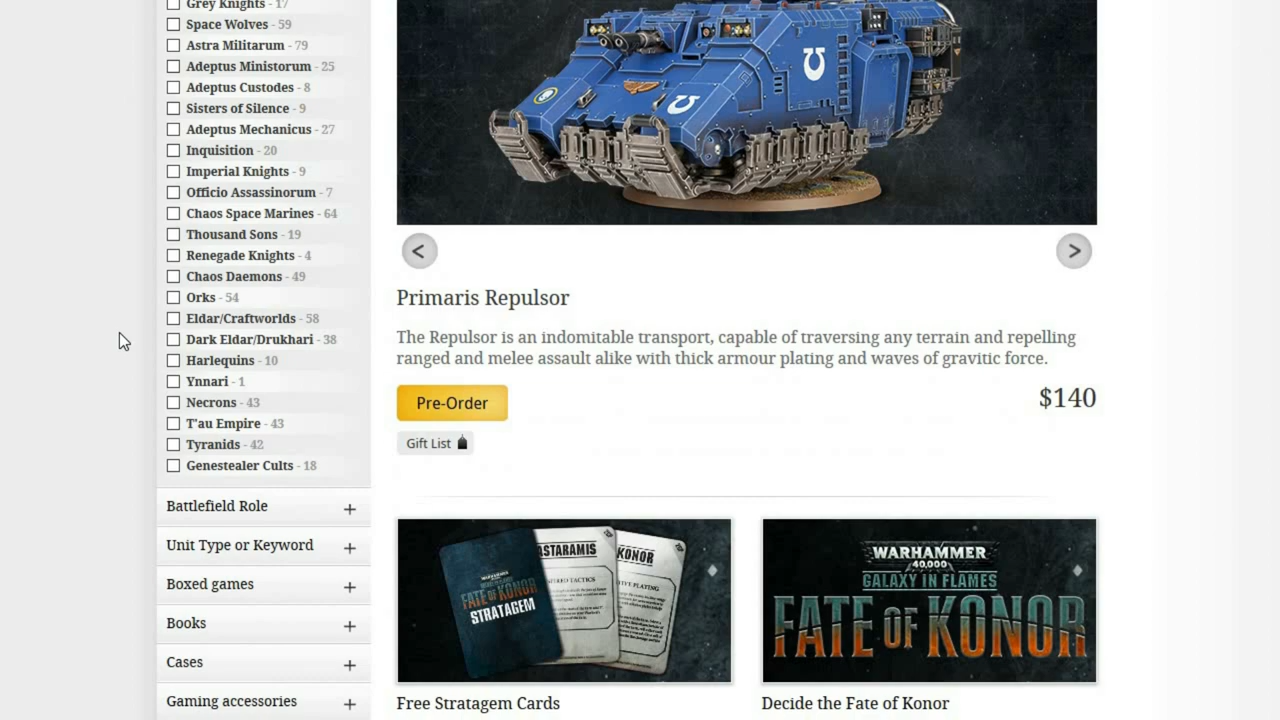 Grey Knights - 17
Space Wolves - 59
Astra Militarum - 79
Adeptus Ministorum - 25
Adeptus Custodes - 8
Sisters of Silence - 9
Adeptus Mechanicus - 27
Inquisition - 20
Imperial Knights - 9
Officio Assassinorum - 7
Chaos Space Marines - 64
Thousand Sons - 19
Renegade Knights - 4
Chaos Daemons - 49
Orks - 54
Eldar/Craftworlds - 58
Dark Eldar/Drukhari - 38
Harlequins - 10
Ynnari - 1
Necrons - 43
T'au Empire - 43
Tyranids - 42
Genestealer Cults - 18
Battlefield Role +
Unit Type or Keyword +
Boxed games +
Books +
Cases +
Gaming accessories +
< >
Primaris Repulsor
The Repulsor is an indomitable transport, capable of traversing any terrain and repelling
ranged and melee assault alike with thick armour plating and waves of gravitic force.
Pre-Order
$140
Gift List
WARHAMMER
FATE OF KONOR
STRATAGEM
ASTARAMIS
KONOR
Free Stratagem Cards
WARHAMMER
40,000
GALAXY IN FLAMES
FATE OF KONOR
Decide the Fate of Konor